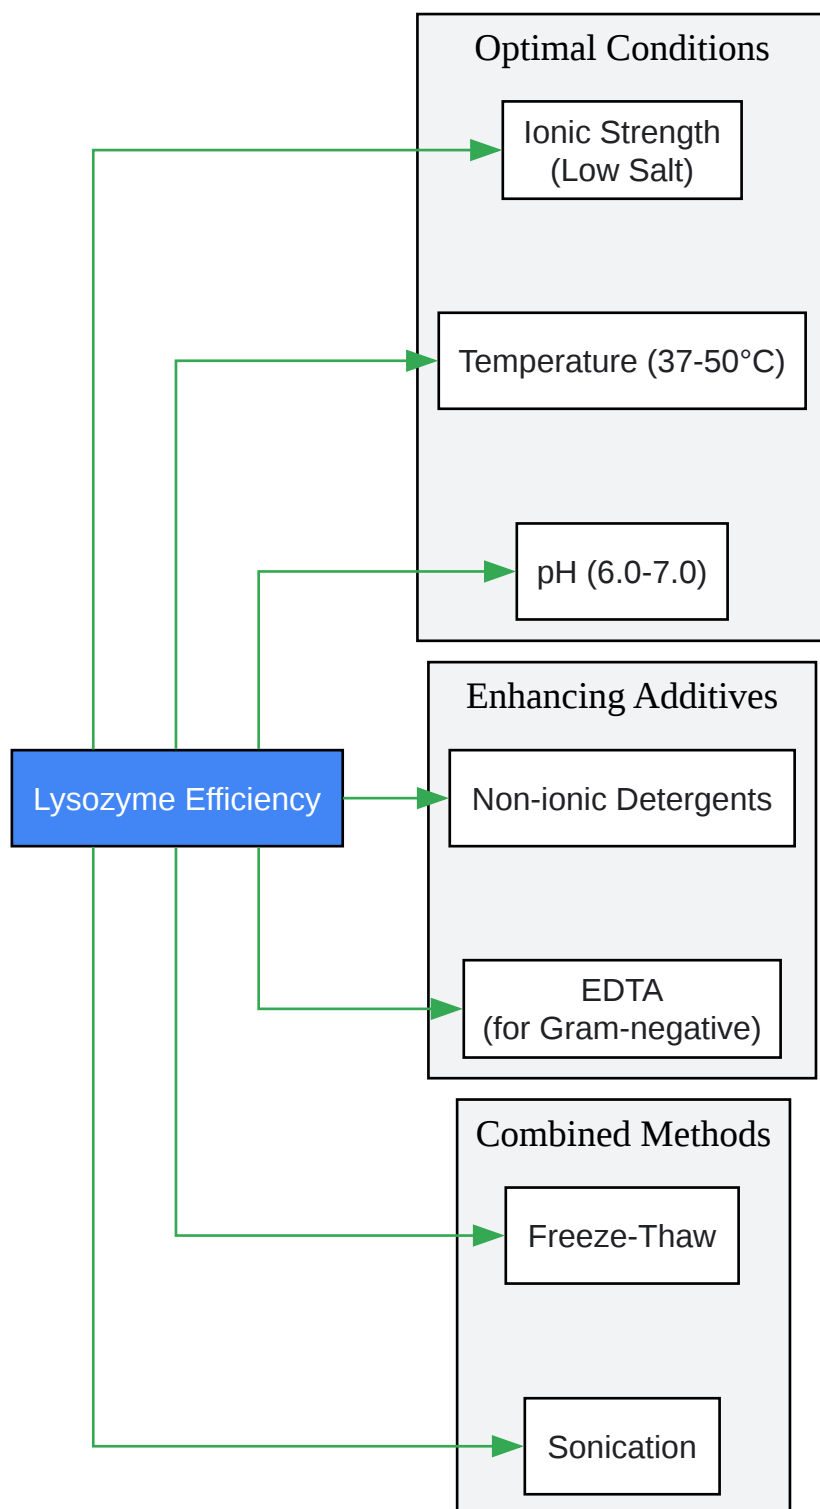 Optimal Conditions
Ionic Strength
(Low Salt)
Temperature (37-50°C)
pH (6.0-7.0)
Enhancing Additives
Lysozyme Efficiency
Non-ionic Detergents
EDTA
(for Gram-negative)
Combined Methods
Freeze-Thaw
Sonication